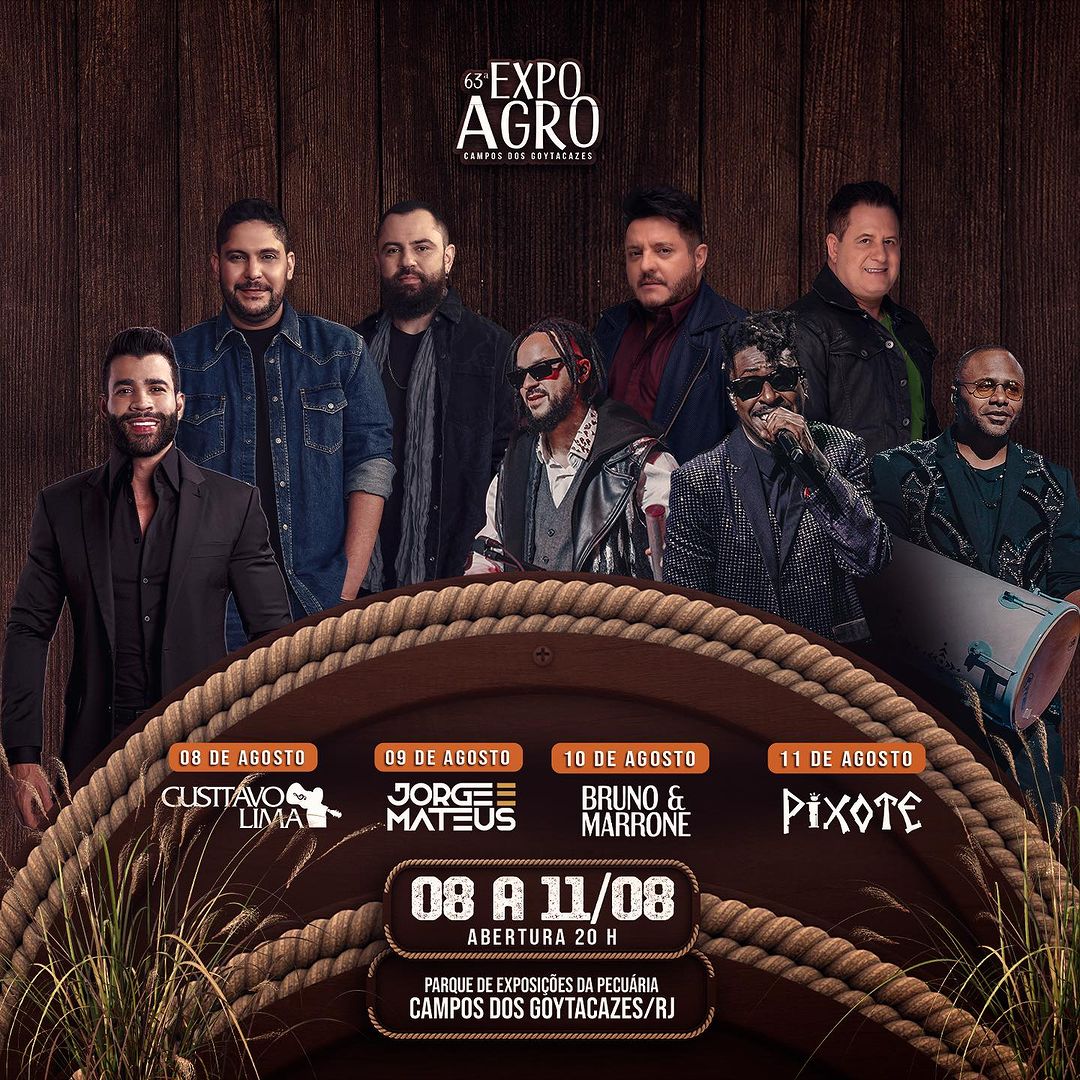 63ª EXPO
AGRO
CAMPOS DOS GOYTACAZES
08 DE AGOSTO
GUSTTAVO
LIMA
09 DE AGOSTO
JORGE E
MATEUS
10 DE AGOSTO
BRUNO &
MARRONE
11 DE AGOSTO
PIXOTE
08 A 11/08
ABERTURA 20 H
PARQUE DE EXPOSIÇÕES DA PECUÁRIA
CAMPOS DOS GOYTACAZES/RJ